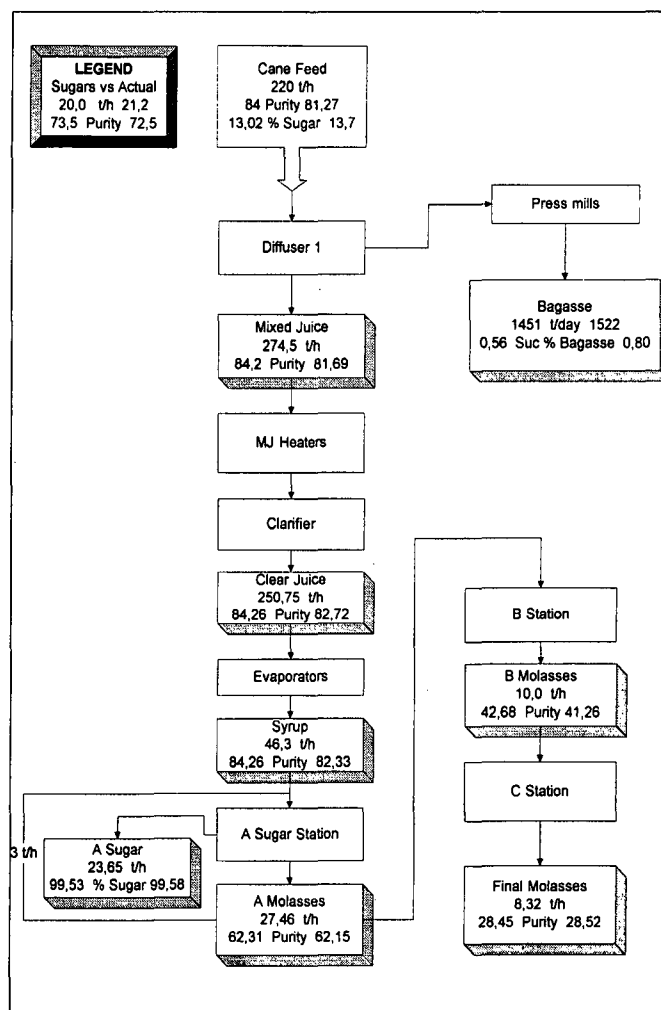 LEGEND
Sugars vs Actual
20,0 t/h 21,2
73,5 Purity 72,5
Cane Feed
220 t/h
84 Purity 81,27
13,02 % Sugar 13,7
Press mills
Diffuser 1
Bagasse
1451 t/day 1522
0,56 Suc % Bagasse 0,80
Mixed Juice
274,5 t/h
84,2 Purity 81,69
MJ Heaters
Clarifier
Clear Juice
250,75 t/h
84,26 Purity 82,72
B Station
Evaporators
B Molasses
10,0 t/h
42,68 Purity 41,26
Syrup
46,3 t/h
84,26 Purity 82,33
C Station
A Sugar Station
3 t/h
A Sugar
23,65 t/h
99,53 % Sugar 99,58
A Molasses
27,46 t/h
62,31 Purity 62,15
Final Molasses
8,32 t/h
28,45 Purity 28,52